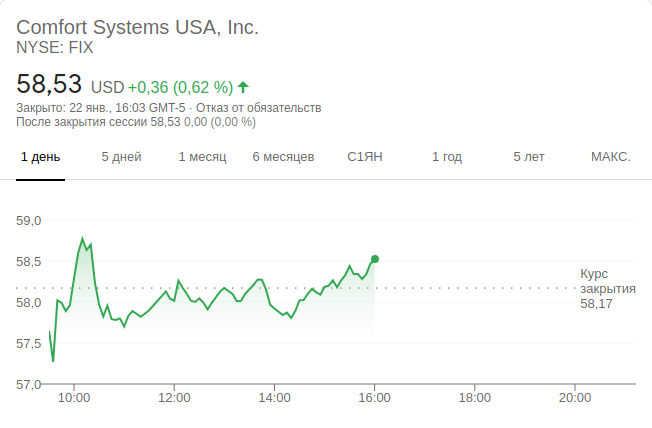 Comfort Systems USA, Inc.
NYSE: FIX
58,53 USD +0,36 (0,62 %)
Закрыто: 22 янв., 16:03 GMT-5 · Отказ от обязательств
После закрытия сессии 58,53 0,00 (0,00 %)
1 день 5 дней 1 месяц 6 месяцев С1ЯН 1 год 5 лет МАКС.
59,0
58,5
Курс
закрытия
58,17
58,0
57,5
57,0
10:00 12:00 14:00 16:00 18:00 20:00